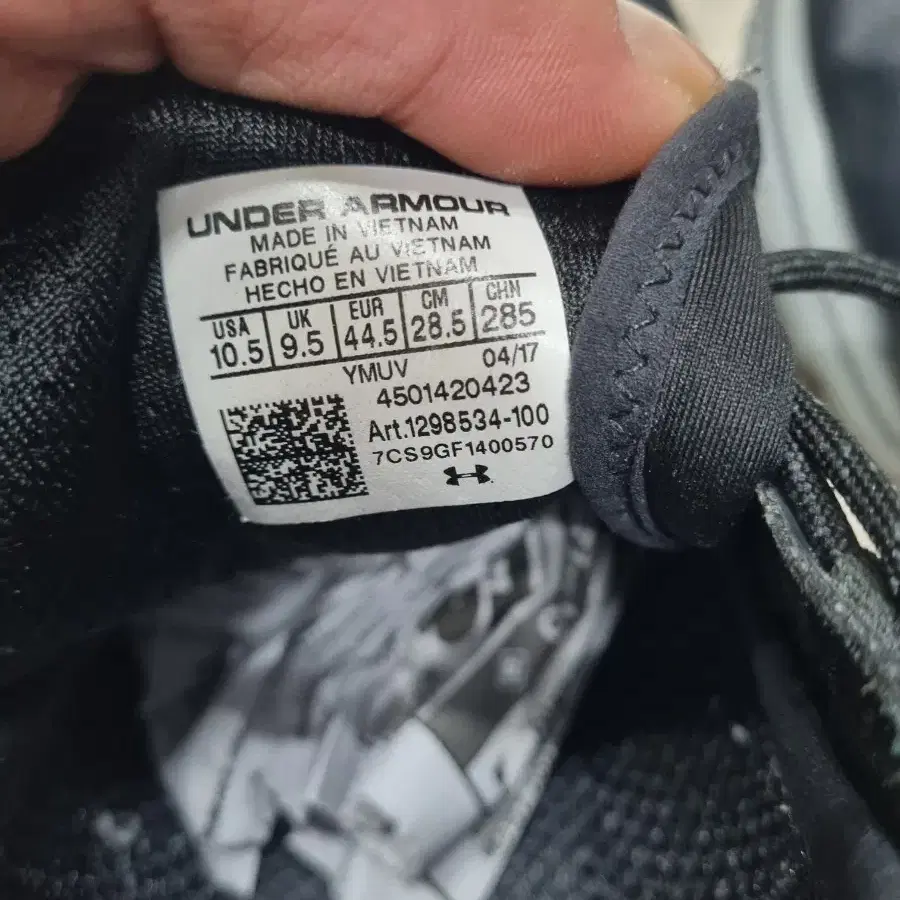 UNDER ARMOUR
MADE IN VIETNAM
FABRIQUÉ AU VIETNAM
HECHO EN VIETNAM
USA UK EUR CM CHN
10.5 9.5 44.5 28.5 285
YMUV 04/17
4501420423
Art.1298534-100
7CS9GF1400570